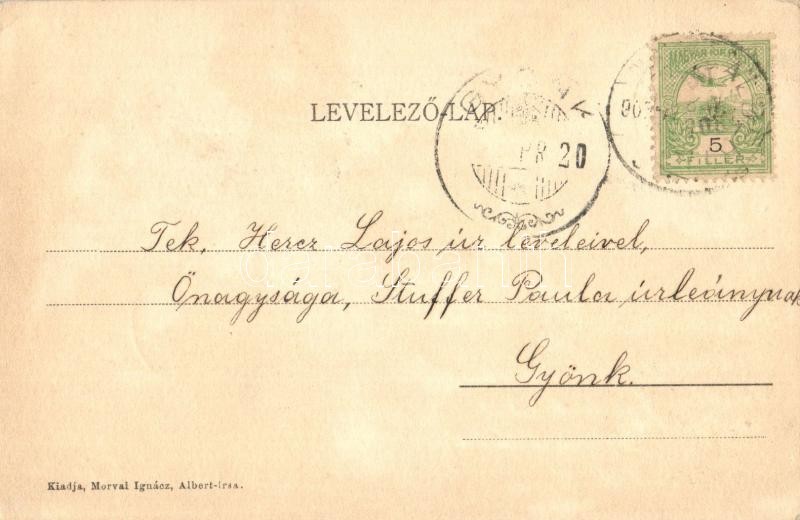 MAGYAR KIR. POSTA
5
FILLÉR
LEVELEZŐ-LAP.
20
Tek. Hercz Lajos úr leveleivel,
Őnagysága, Stuffer Paula úrleánynak
Gyönk.
Kiadja, Morvai Ignácz, Albert-irsa.